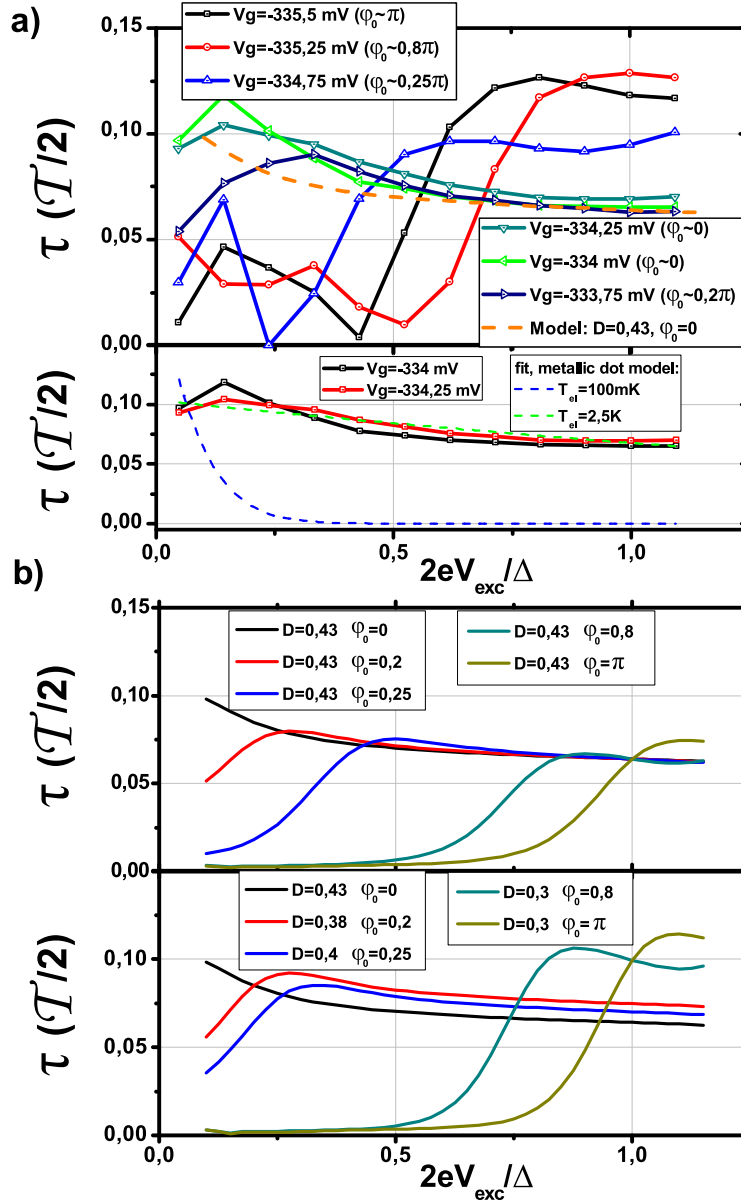 a)
Vg=-335,5 mV (φ₀~π)
Vg=-335,25 mV (φ₀~0,8π)
Vg=-334,75 mV (φ₀~0,25π)
0,15
0,10
0,05
0,00
τ (𝒯/2)
Vg=-334,25 mV (φ₀~0)
Vg=-334 mV (φ₀~0)
Vg=-333,75 mV (φ₀~0,2π)
Model: D=0,43, φ₀=0
Vg=-334 mV
Vg=-334,25 mV
fit, metallic dot model:
T_el=100mK
T_el=2,5K
0,10
0,05
0,00
τ (𝒯/2)
0,0
0,5
1,0
2eV_exc/Δ
b)
0,15
0,10
0,05
0,00
τ (𝒯/2)
D=0,43 φ₀=0
D=0,43 φ₀=0,2
D=0,43 φ₀=0,25
D=0,43 φ₀=0,8
D=0,43 φ₀=π
D=0,43 φ₀=0
D=0,38 φ₀=0,2
D=0,4 φ₀=0,25
D=0,3 φ₀=0,8
D=0,3 φ₀=π
0,10
0,05
0,00
τ (𝒯/2)
0,0
0,5
1,0
2eV_exc/Δ